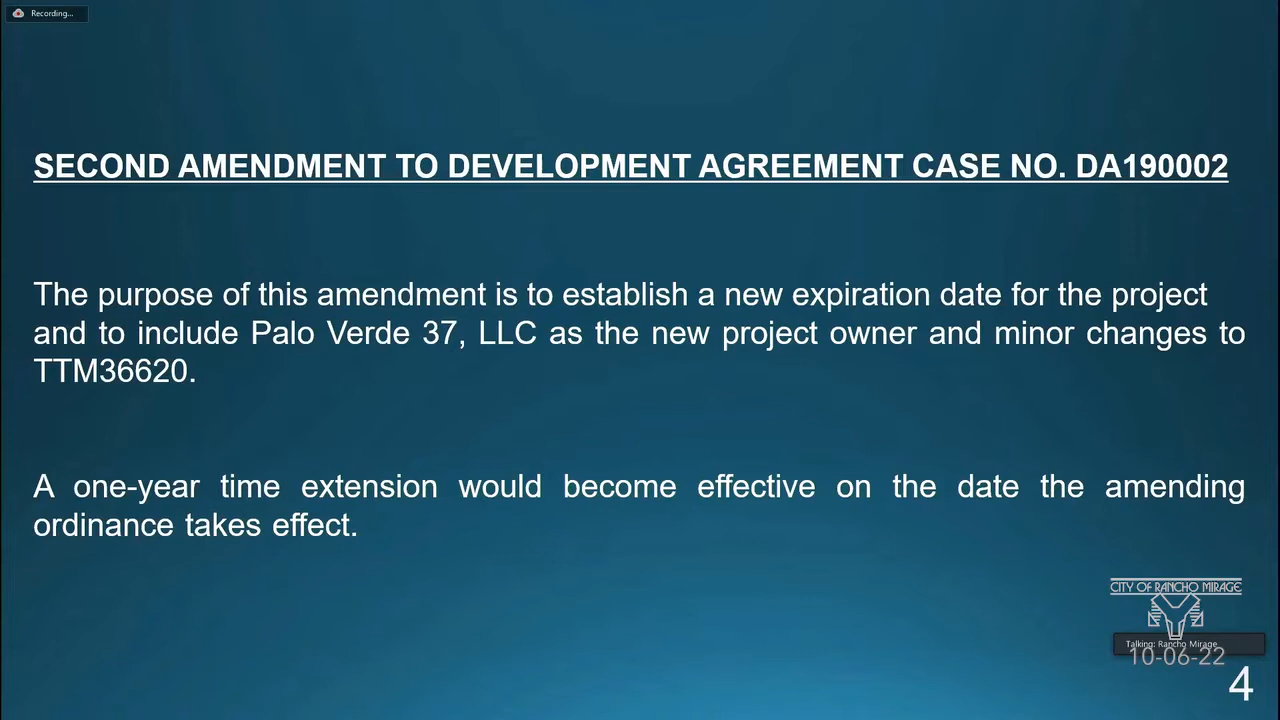 Recording...
SECOND AMENDMENT TO DEVELOPMENT AGREEMENT CASE NO. DA190002
The purpose of this amendment is to establish a new expiration date for the project
and to include Palo Verde 37, LLC as the new project owner and minor changes to
TTM36620.
A one-year time extension would become effective on the date the amending
ordinance takes effect.
CITY OF RANCHO MIRAGE
Talking: Rancho Mirage
10-06-22
4